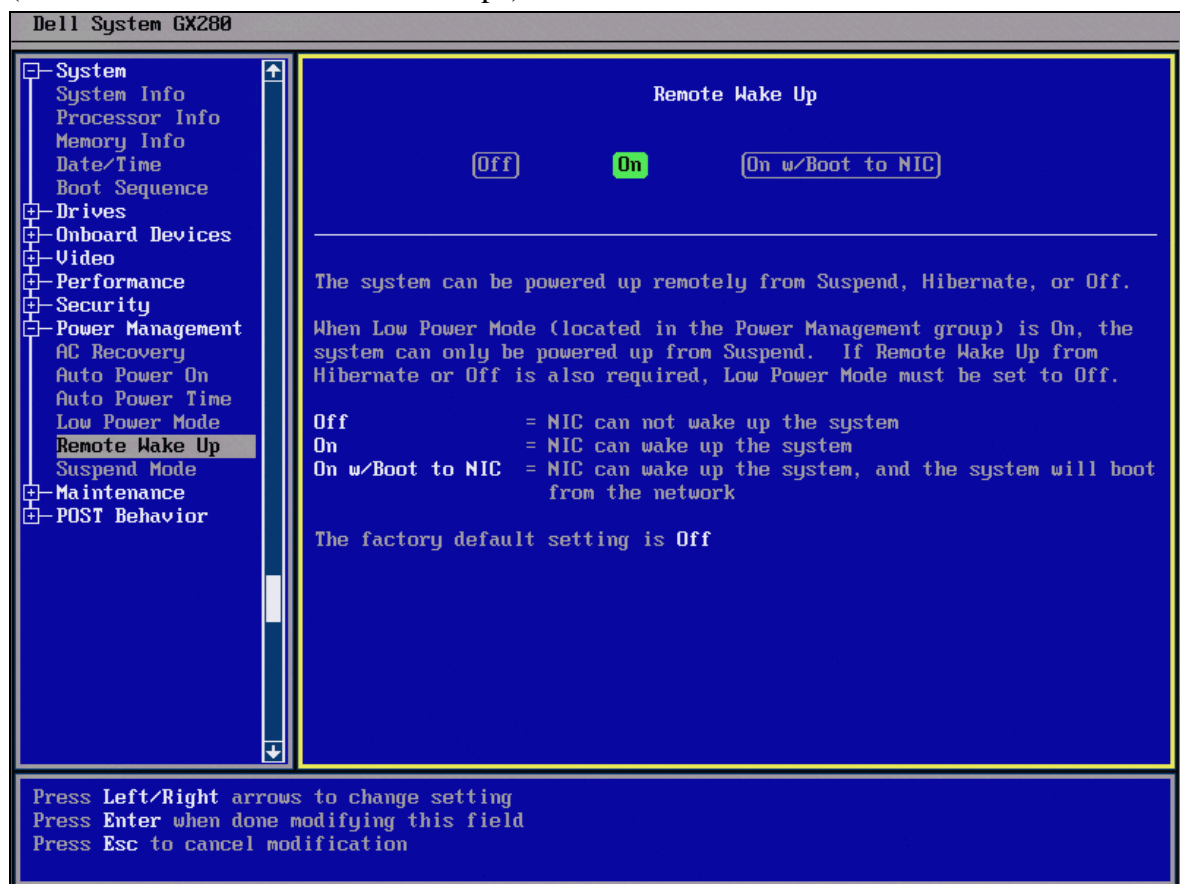 Dell System GX280
System
System Info
Processor Info
Memory Info
Date/Time
Boot Sequence
Drives
Onboard Devices
Video
Performance
Security
Power Management
AC Recovery
Auto Power On
Auto Power Time
Low Power Mode
Remote Wake Up
Suspend Mode
Maintenance
POST Behavior
Remote Wake Up
Off On On w/Boot to NIC
The system can be powered up remotely from Suspend, Hibernate, or Off.
When Low Power Mode (located in the Power Management group) is On, the
system can only be powered up from Suspend. If Remote Wake Up from
Hibernate or Off is also required, Low Power Mode must be set to Off.
Off = NIC can not wake up the system
On = NIC can wake up the system
On w/Boot to NIC = NIC can wake up the system, and the system will boot
from the network
The factory default setting is Off
Press Left/Right arrows to change setting
Press Enter when done modifying this field
Press Esc to cancel modification